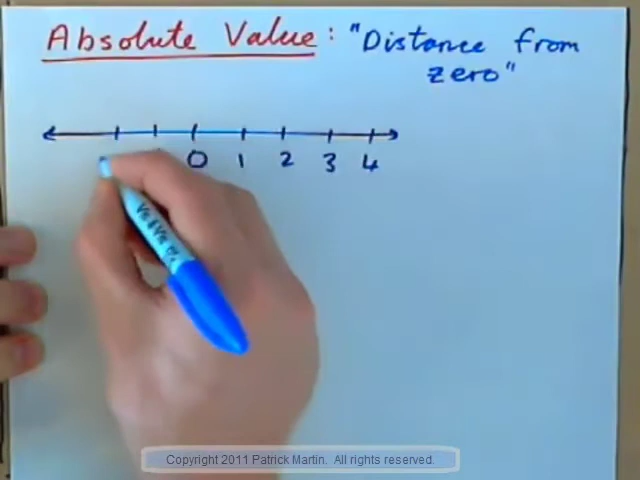 Absolute Value: "Distance from
zero"
0 1 2 3 4
Copyright 2011 Patrick Martin. All rights reserved.